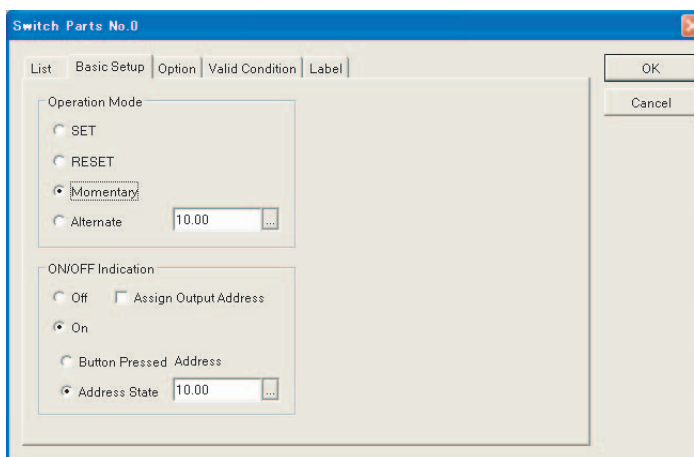 Switch Parts No.0
List Basic Setup Option Valid Condition Label
OK
Cancel
Operation Mode
SET
RESET
Momentary
Alternate 10.00 ...
ON/OFF Indication
Off Assign Output Address
On
Button Pressed Address
Address State 10.00 ...